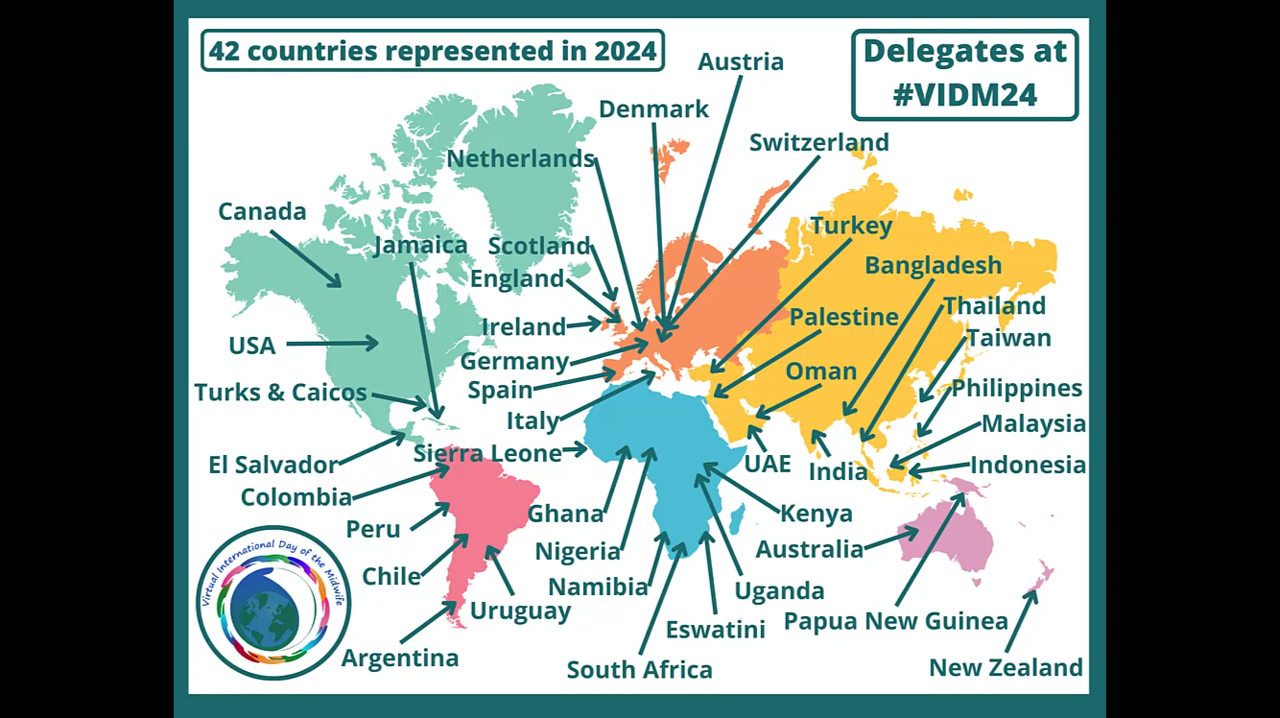 42 countries represented in 2024
Delegates at
#VIDM24
Austria
Denmark
Switzerland
Netherlands
Canada
Turkey
Jamaica
Scotland
Bangladesh
England
Thailand
Palestine
Ireland
Taiwan
USA
Germany
Oman
Spain
Philippines
Turks & Caicos
Italy
Malaysia
Sierra Leone
El Salvador
UAE
India
Indonesia
Colombia
Ghana
Kenya
Peru
Nigeria
Australia
Chile
Namibia
Uganda
Uruguay
Eswatini
Papua New Guinea
Argentina
South Africa
New Zealand
Virtual International Day of the Midwife